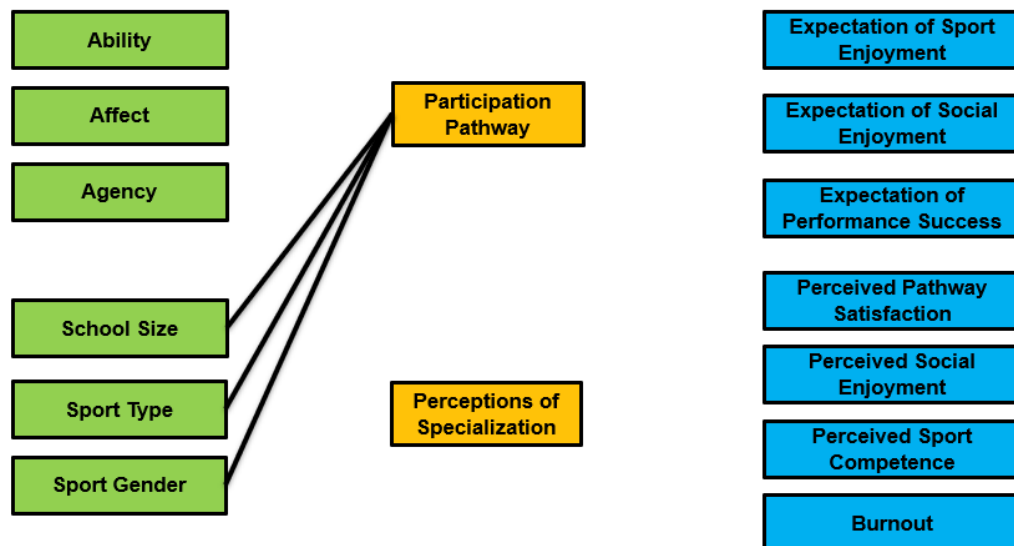 Ability
Affect
Agency
School Size
Sport Type
Sport Gender
Participation
Pathway
Perceptions of
Specialization
Expectation of Sport
Enjoyment
Expectation of Social
Enjoyment
Expectation of
Performance Success
Perceived Pathway
Satisfaction
Perceived Social
Enjoyment
Perceived Sport
Competence
Burnout